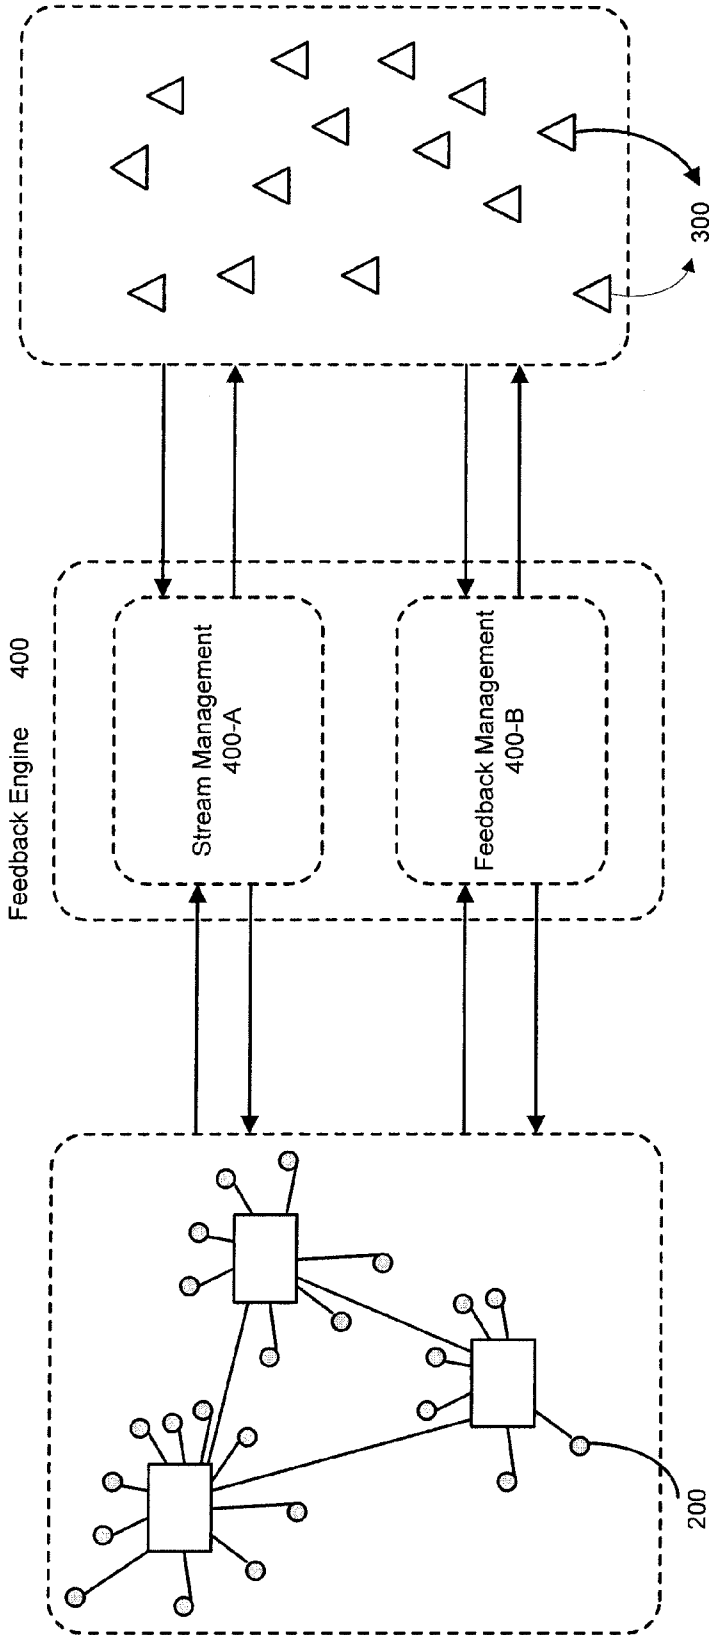 Feedback Engine 400
Stream Management
400-A
Feedback Management
400-B
200
300